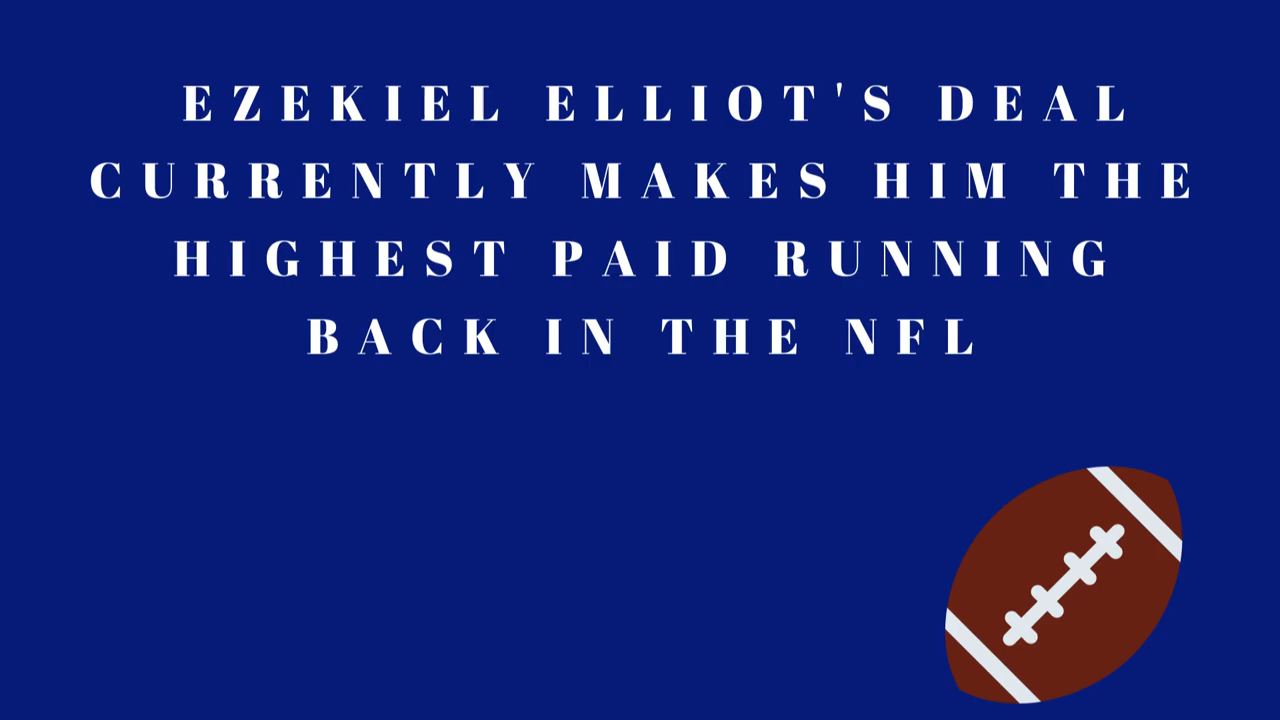 EZEKIEL ELLIOT'S DEAL
CURRENTLY MAKES HIM THE
HIGHEST PAID RUNNING
BACK IN THE NFL